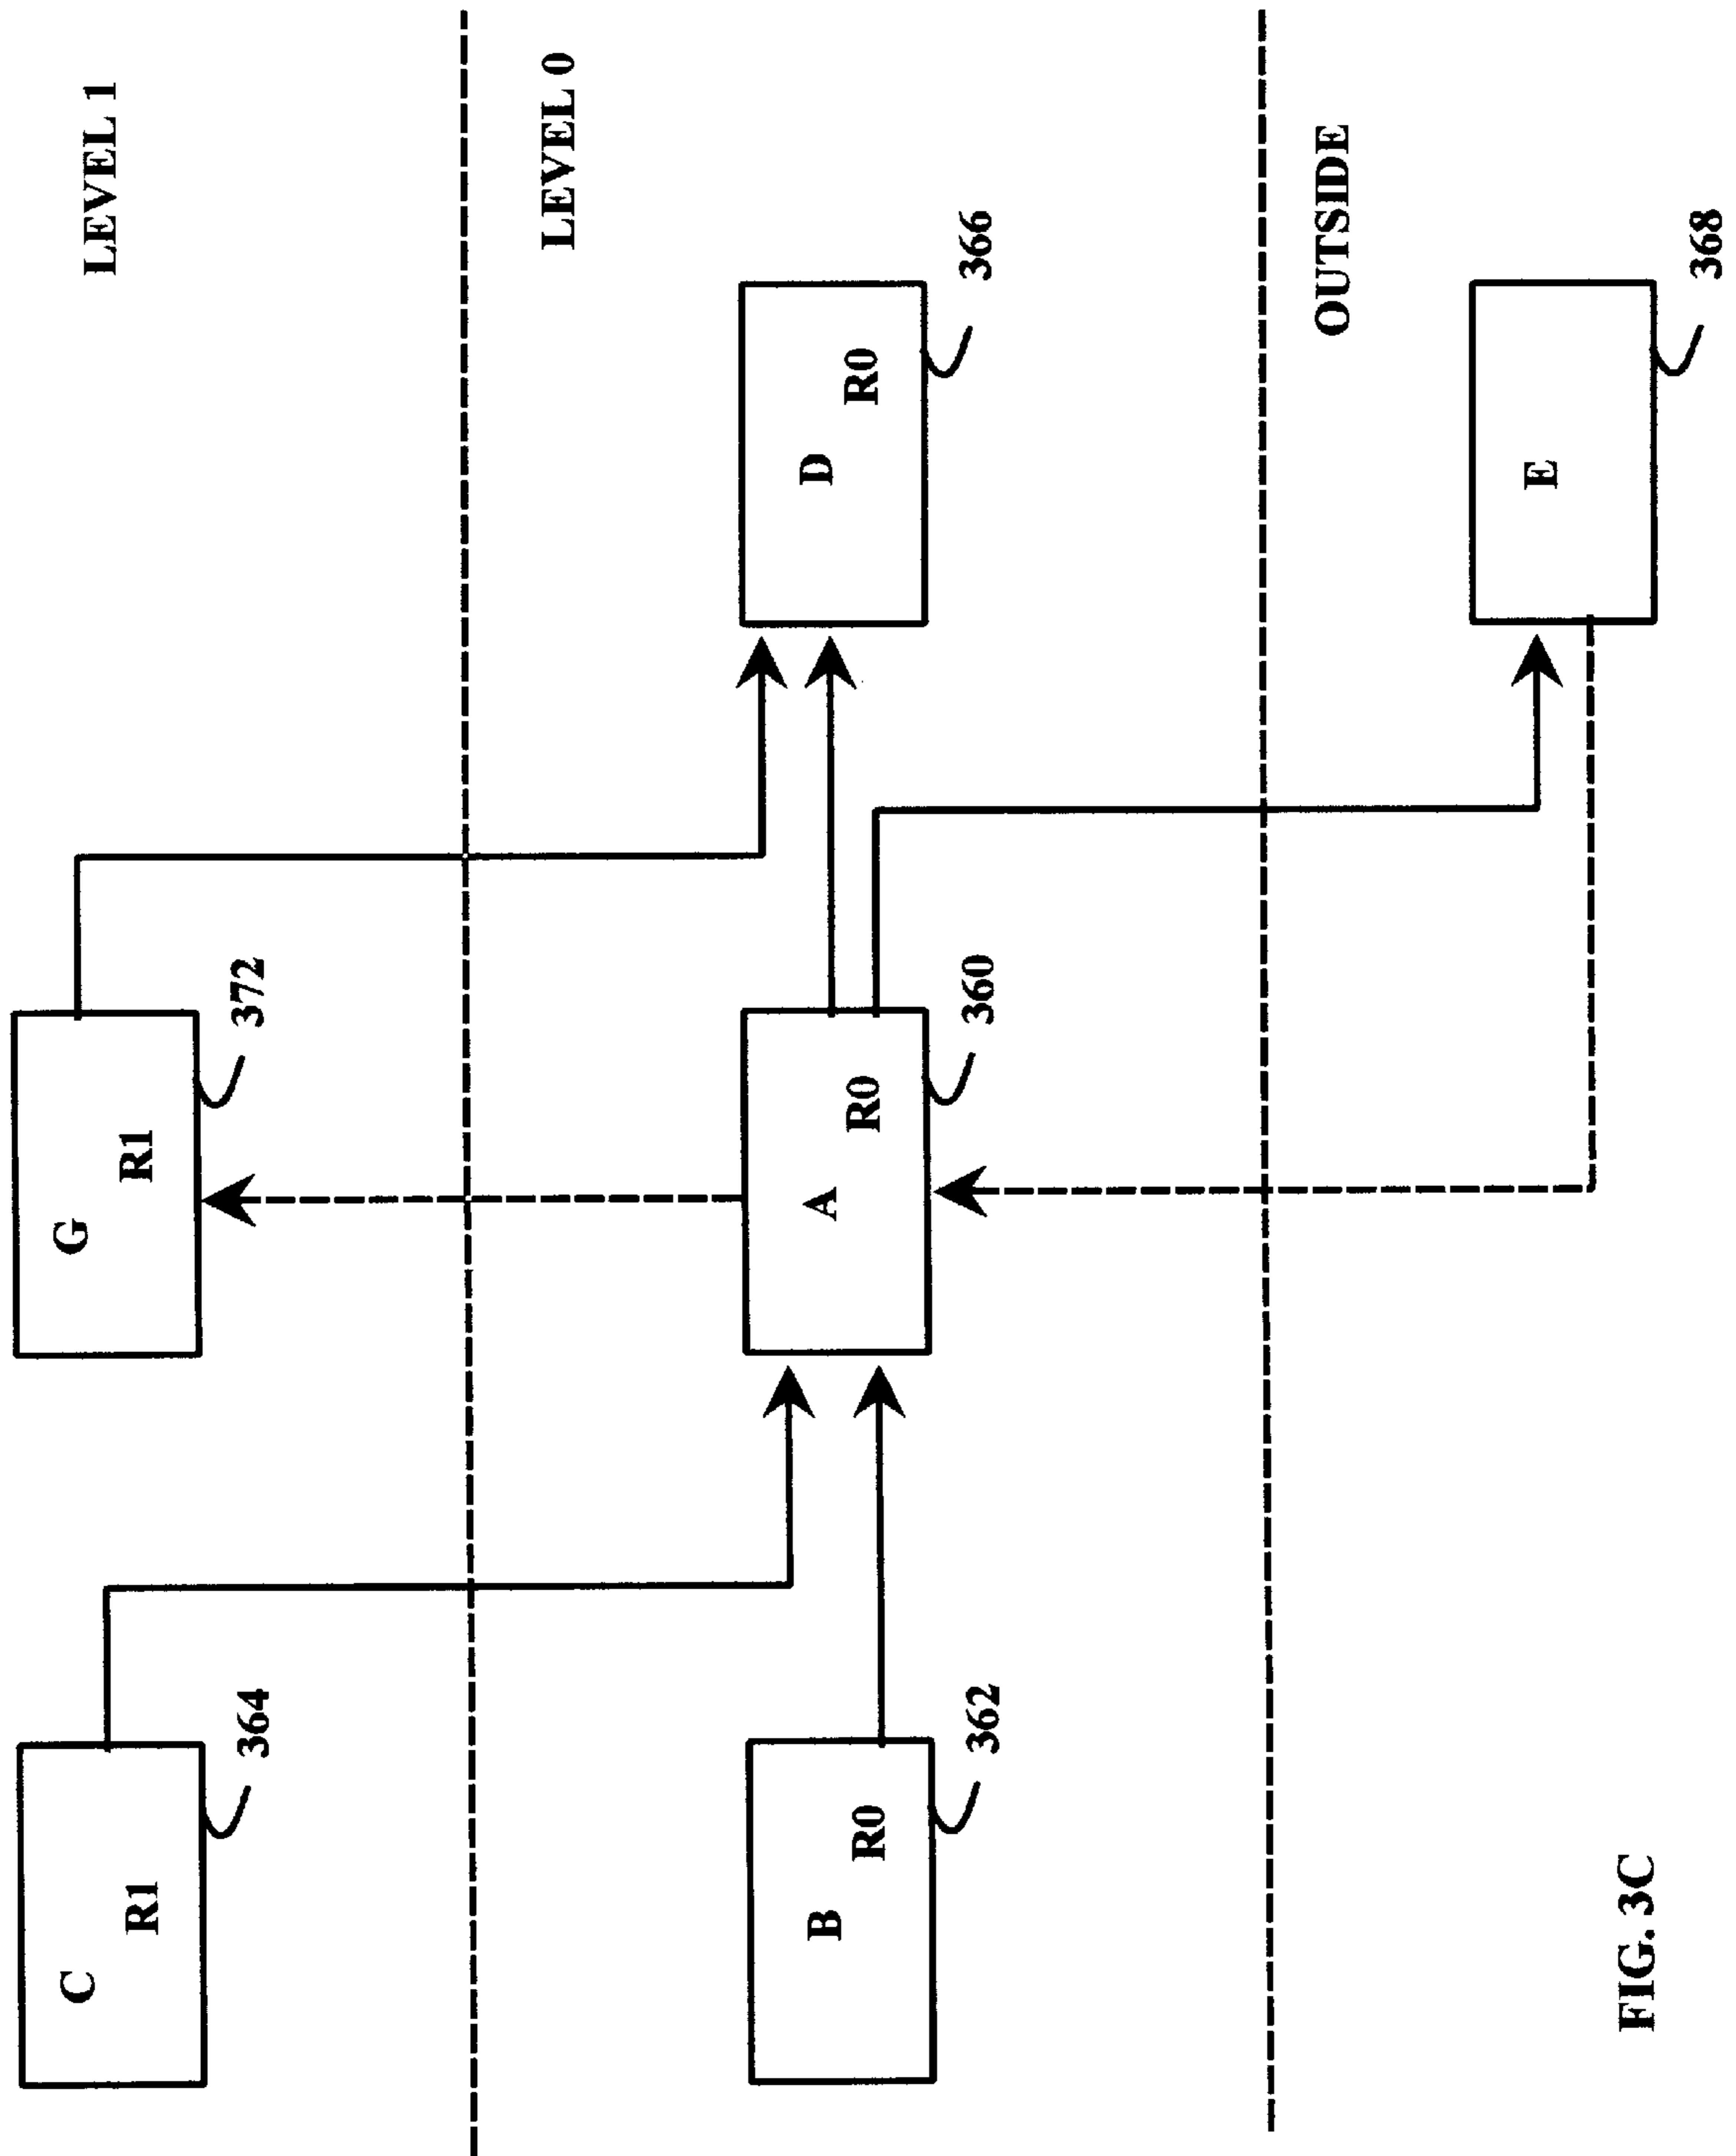 LEVEL 1
C
R1
364
G
R1
372
LEVEL 0
B
R0
362
A
R0
360
D
R0
366
OUTSIDE
E
368
FIG. 3C